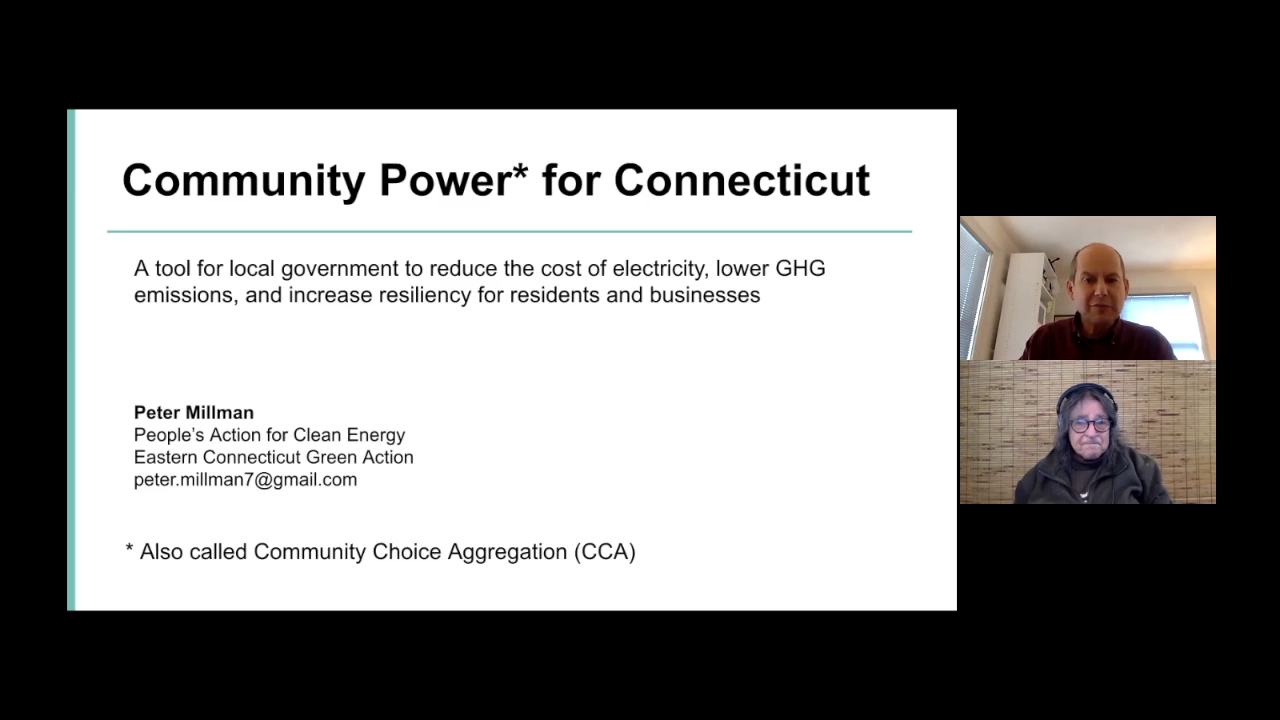 Community Power* for Connecticut
A tool for local government to reduce the cost of electricity, lower GHG
emissions, and increase resiliency for residents and businesses
Peter Millman
People's Action for Clean Energy
Eastern Connecticut Green Action
peter.millman7@gmail.com
* Also called Community Choice Aggregation (CCA)